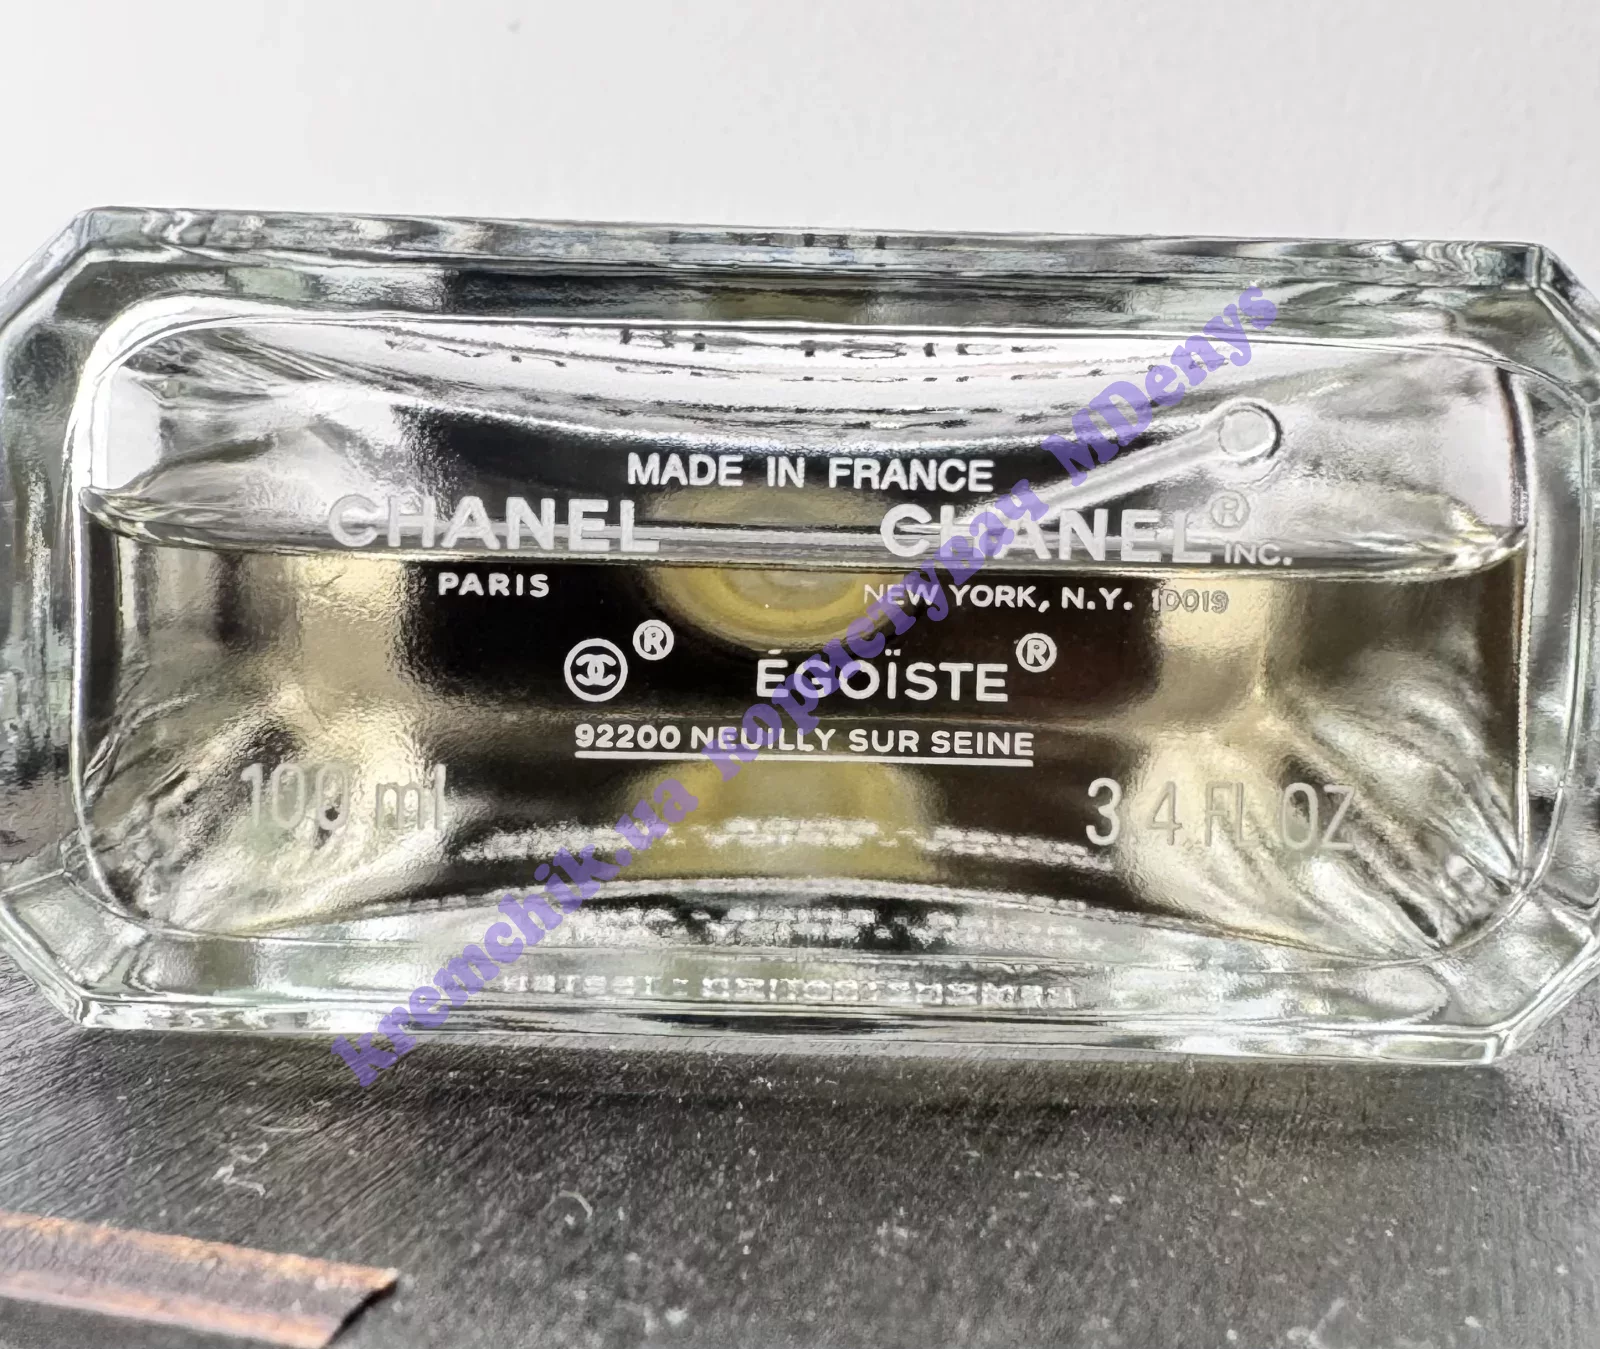 MADE IN FRANCE
CHANEL CHANEL® INC.
PARIS NEW YORK, N.Y. 10019
® ÉGOÏSTE®
92200 NEUILLY SUR SEINE
100 ml 3 4 Fl OZ
kremchik.ua користувач MDenys